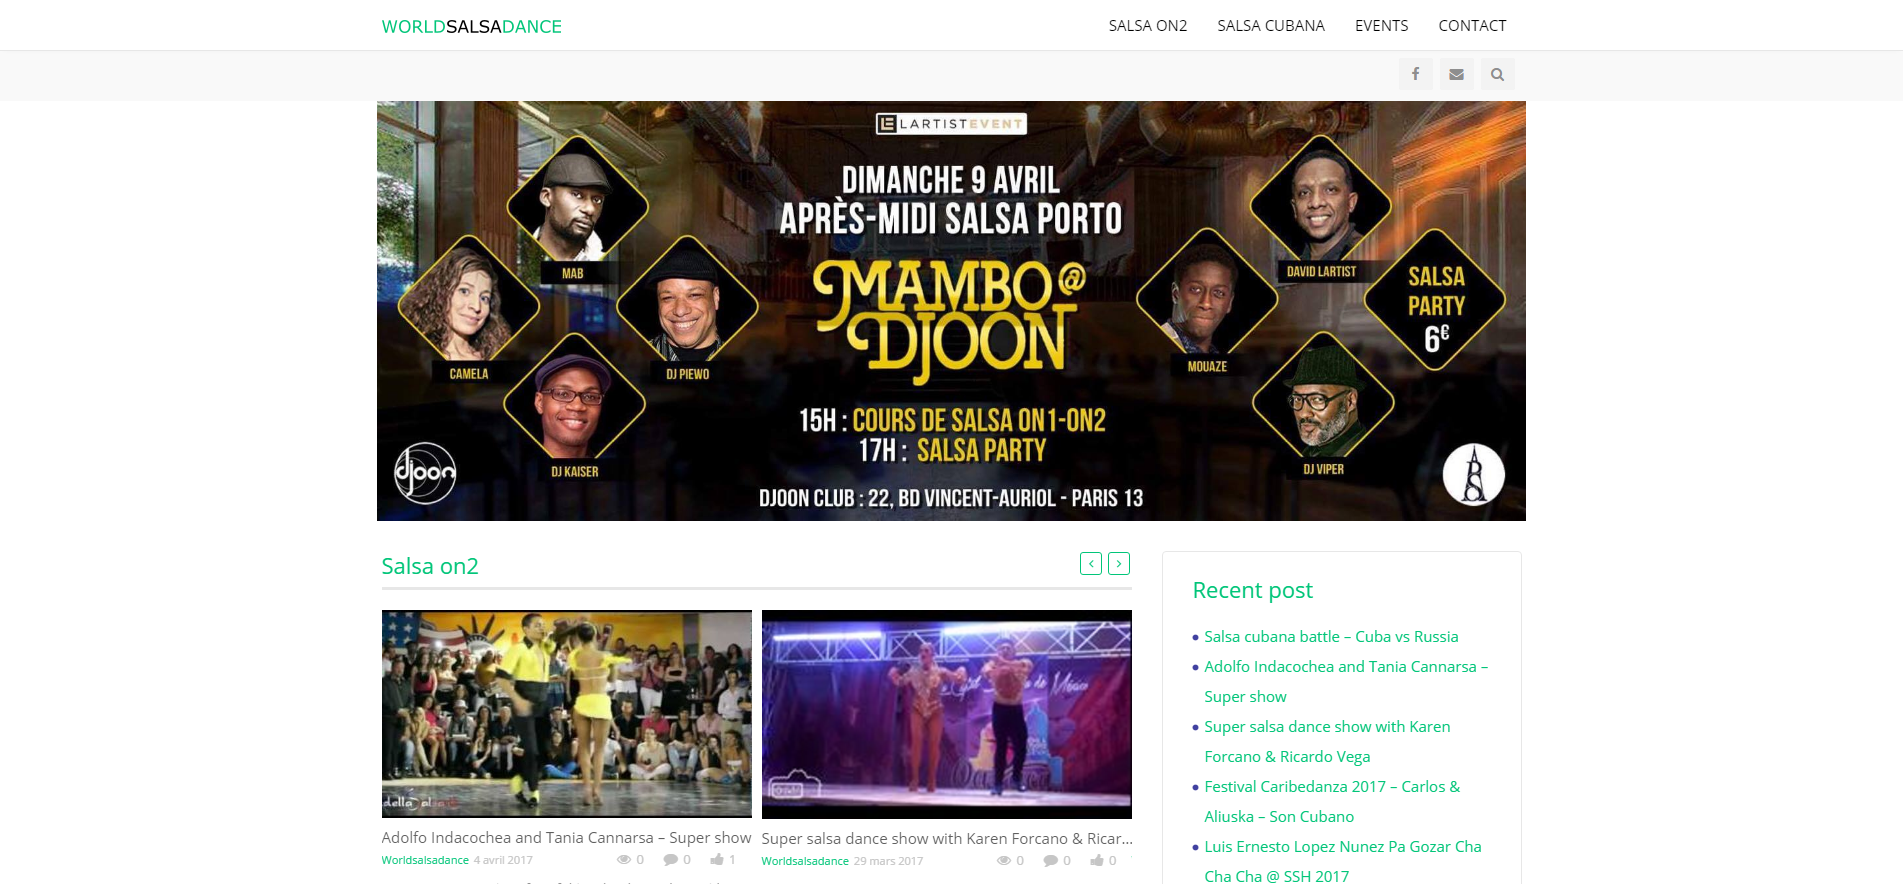 WORLDSALSADANCE
SALSA ON2
SALSA CUBANA
EVENTS
CONTACT
LARTISTEVENT
DIMANCHE 9 AVRIL
APRÈS-MIDI SALSA PORTO
MAMBO@
DJOON
MAB
CAMELA
DJ PIEWO
DJ KAISER
DAVID LARTIST
MOUAZE
SALSA
PARTY
6€
DJ VIPER
15H : COURS DE SALSA ON1-ON2
17H : SALSA PARTY
DJOON CLUB : 22, BD VINCENT-AURIOL - PARIS 13
djoon
Salsa on2
Adolfo Indacochea and Tania Cannarsa – Super show
Worldsalsadance 4 avril 2017 0 0 1
Super salsa dance show with Karen Forcano & Ricar...
Worldsalsadance 29 mars 2017 0 0 0
Recent post
Salsa cubana battle – Cuba vs Russia
Adolfo Indacochea and Tania Cannarsa –
Super show
Super salsa dance show with Karen
Forcano & Ricardo Vega
Festival Caribedanza 2017 – Carlos &
Aliuska – Son Cubano
Luis Ernesto Lopez Nunez Pa Gozar Cha
Cha Cha @ SSH 2017